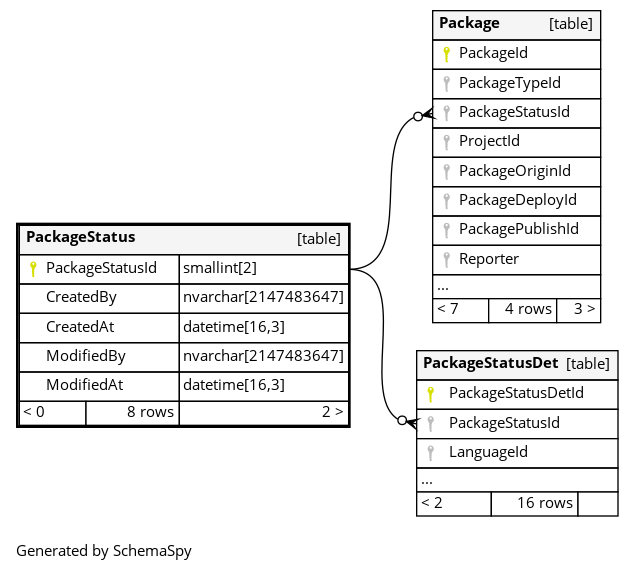 Package [table]
PackageId
PackageTypeId
PackageStatusId
ProjectId
PackageOriginId
PackageDeployId
PackagePublishId
Reporter
...
< 7 4 rows 3 >
PackageStatus [table]
PackageStatusId smallint[2]
CreatedBy nvarchar[2147483647]
CreatedAt datetime[16,3]
ModifiedBy nvarchar[2147483647]
ModifiedAt datetime[16,3]
< 0 8 rows 2 >
PackageStatusDet [table]
PackageStatusDetId
PackageStatusId
LanguageId
...
< 2 16 rows
Generated by SchemaSpy